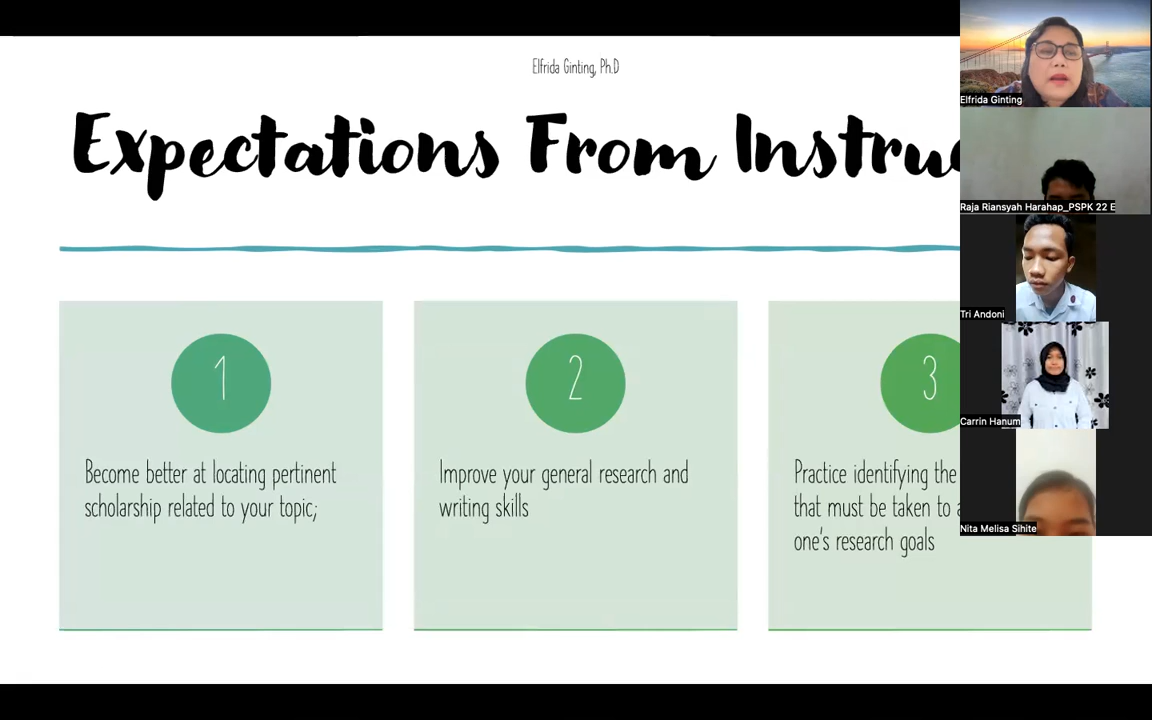 Elfrida Ginting, Ph.D
Expectations From Instruc
1
Become better at locating pertinent
scholarship related to your topic;
2
Improve your general research and
writing skills
3
Practice identifying the
that must be taken to a
one's research goals
Elfrida Ginting
Raja Riansyah Harahap_PSPK 22 E
Tri Andoni
Carrin Hanum
Nita Melisa Sihite